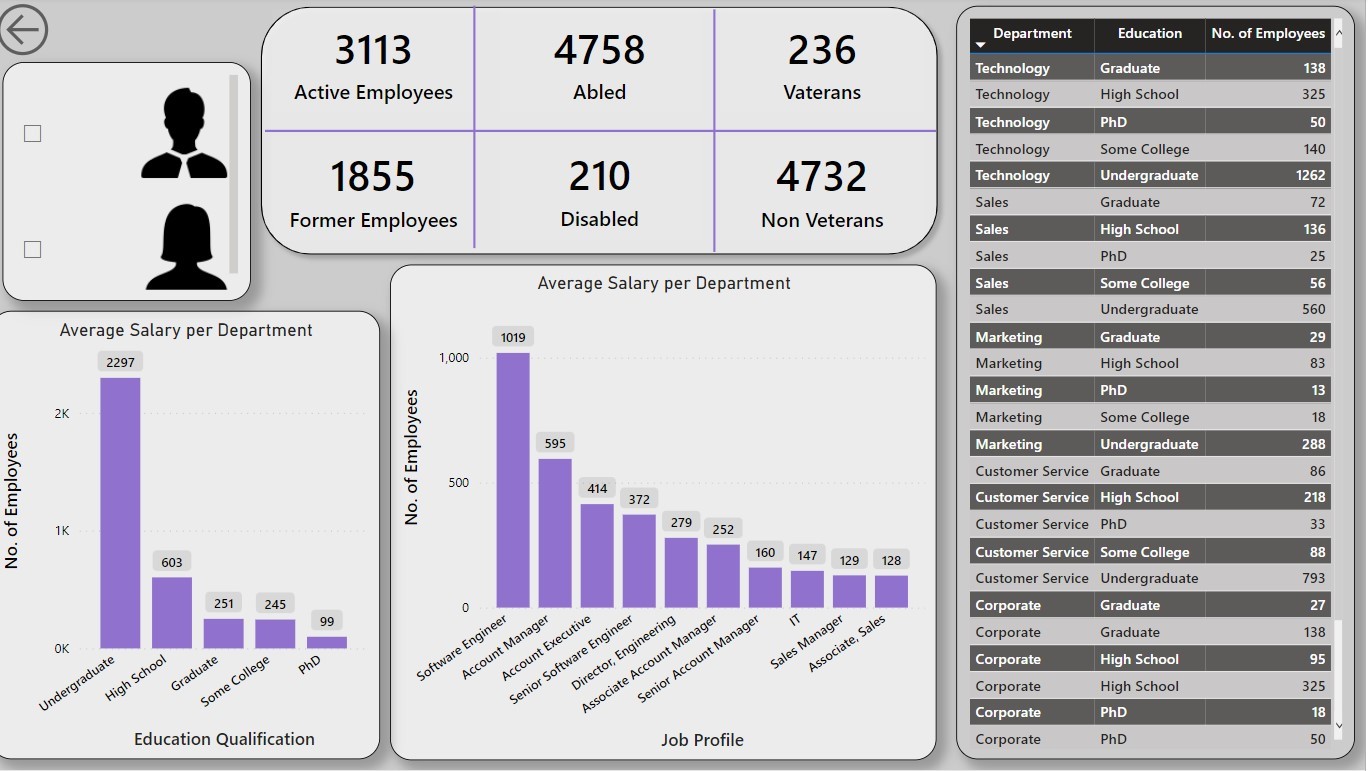 3113
Active Employees
4758
Abled
236
Vaterans
1855
Former Employees
210
Disabled
4732
Non Veterans
Average Salary per Department
No. of Employees
2K
1K
0K
2297
603
251
245
99
Undergraduate
High School
Graduate
Some College
PhD
Education Qualification
Average Salary per Department
No. of Employees
1,000
500
0
1019
595
414
372
279
252
160
147
129
128
Software Engineer
Account Manager
Account Executive
Senior Software Engineer
Director, Engineering
Associate Account Manager
Senior Account Manager
IT
Sales Manager
Associate, Sales
Job Profile
Department Education No. of Employees
Technology Graduate 138
Technology High School 325
Technology PhD 50
Technology Some College 140
Technology Undergraduate 1262
Sales Graduate 72
Sales High School 136
Sales PhD 25
Sales Some College 56
Sales Undergraduate 560
Marketing Graduate 29
Marketing High School 83
Marketing PhD 13
Marketing Some College 18
Marketing Undergraduate 288
Customer Service Graduate 86
Customer Service High School 218
Customer Service PhD 33
Customer Service Some College 88
Customer Service Undergraduate 793
Corporate Graduate 27
Corporate Graduate 138
Corporate High School 95
Corporate High School 325
Corporate PhD 18
Corporate PhD 50